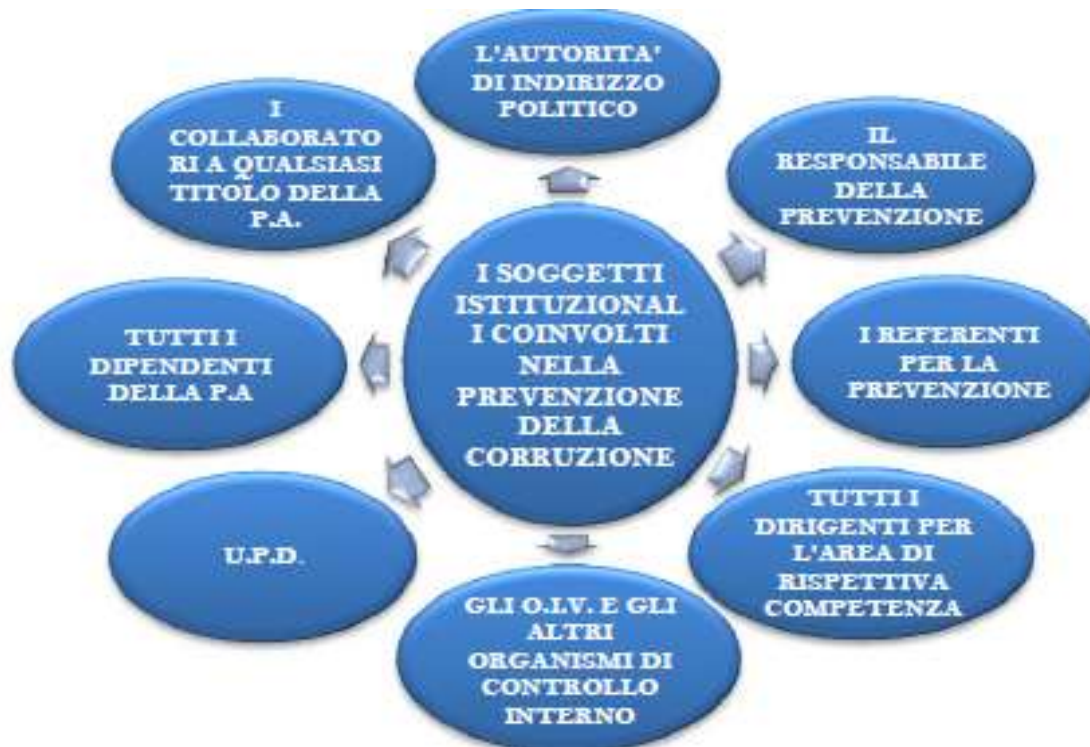 L'AUTORITA'
DI INDIRIZZO
POLITICO
IL
RESPONSABILE
DELLA
PREVENZIONE
I REFERENTI
PER LA
PREVENZIONE
TUTTI I
DIRIGENTI PER
L'AREA DI
RISPETTIVA
COMPETENZA
GLI O.I.V. E GLI
ALTRI
ORGANISMI DI
CONTROLLO
INTERNO
U.P.D.
TUTTI I
DIPENDENTI
DELLA P.A
I
COLLABORATO
RI A QUALSIASI
TITOLO DELLA
P.A.
I SOGGETTI
ISTITUZIONAL
I COINVOLTI
NELLA
PREVENZIONE
DELLA
CORRUZIONE